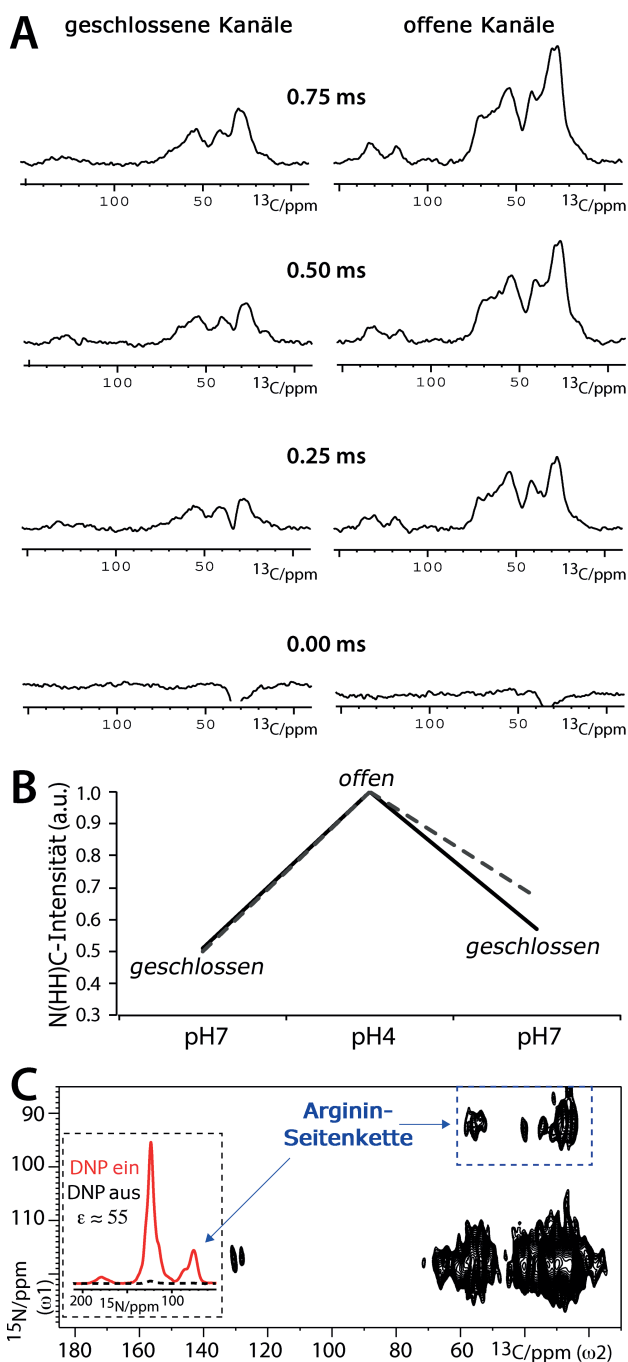 A
geschlossene Kanäle
offene Kanäle
0.75 ms
100 50 13C/ppm
100 50 13C/ppm
0.50 ms
100 50 13C/ppm
100 50 13C/ppm
0.25 ms
100 50 13C/ppm
100 50 13C/ppm
0.00 ms
100 50 13C/ppm
100 50 13C/ppm
B
N(HH)C-Intensität (a.u.)
1.0
0.9
0.8
0.7
0.6
0.5
0.4
0.3
offen
geschlossen
geschlossen
pH7 pH4 pH7
C
15N/ppm
(ω1)
90
100
110
Arginin-
Seitenkette
DNP ein
DNP aus
ε ≈ 55
200 15N/ppm 100
180 140 100 60 13C/ppm (ω2)